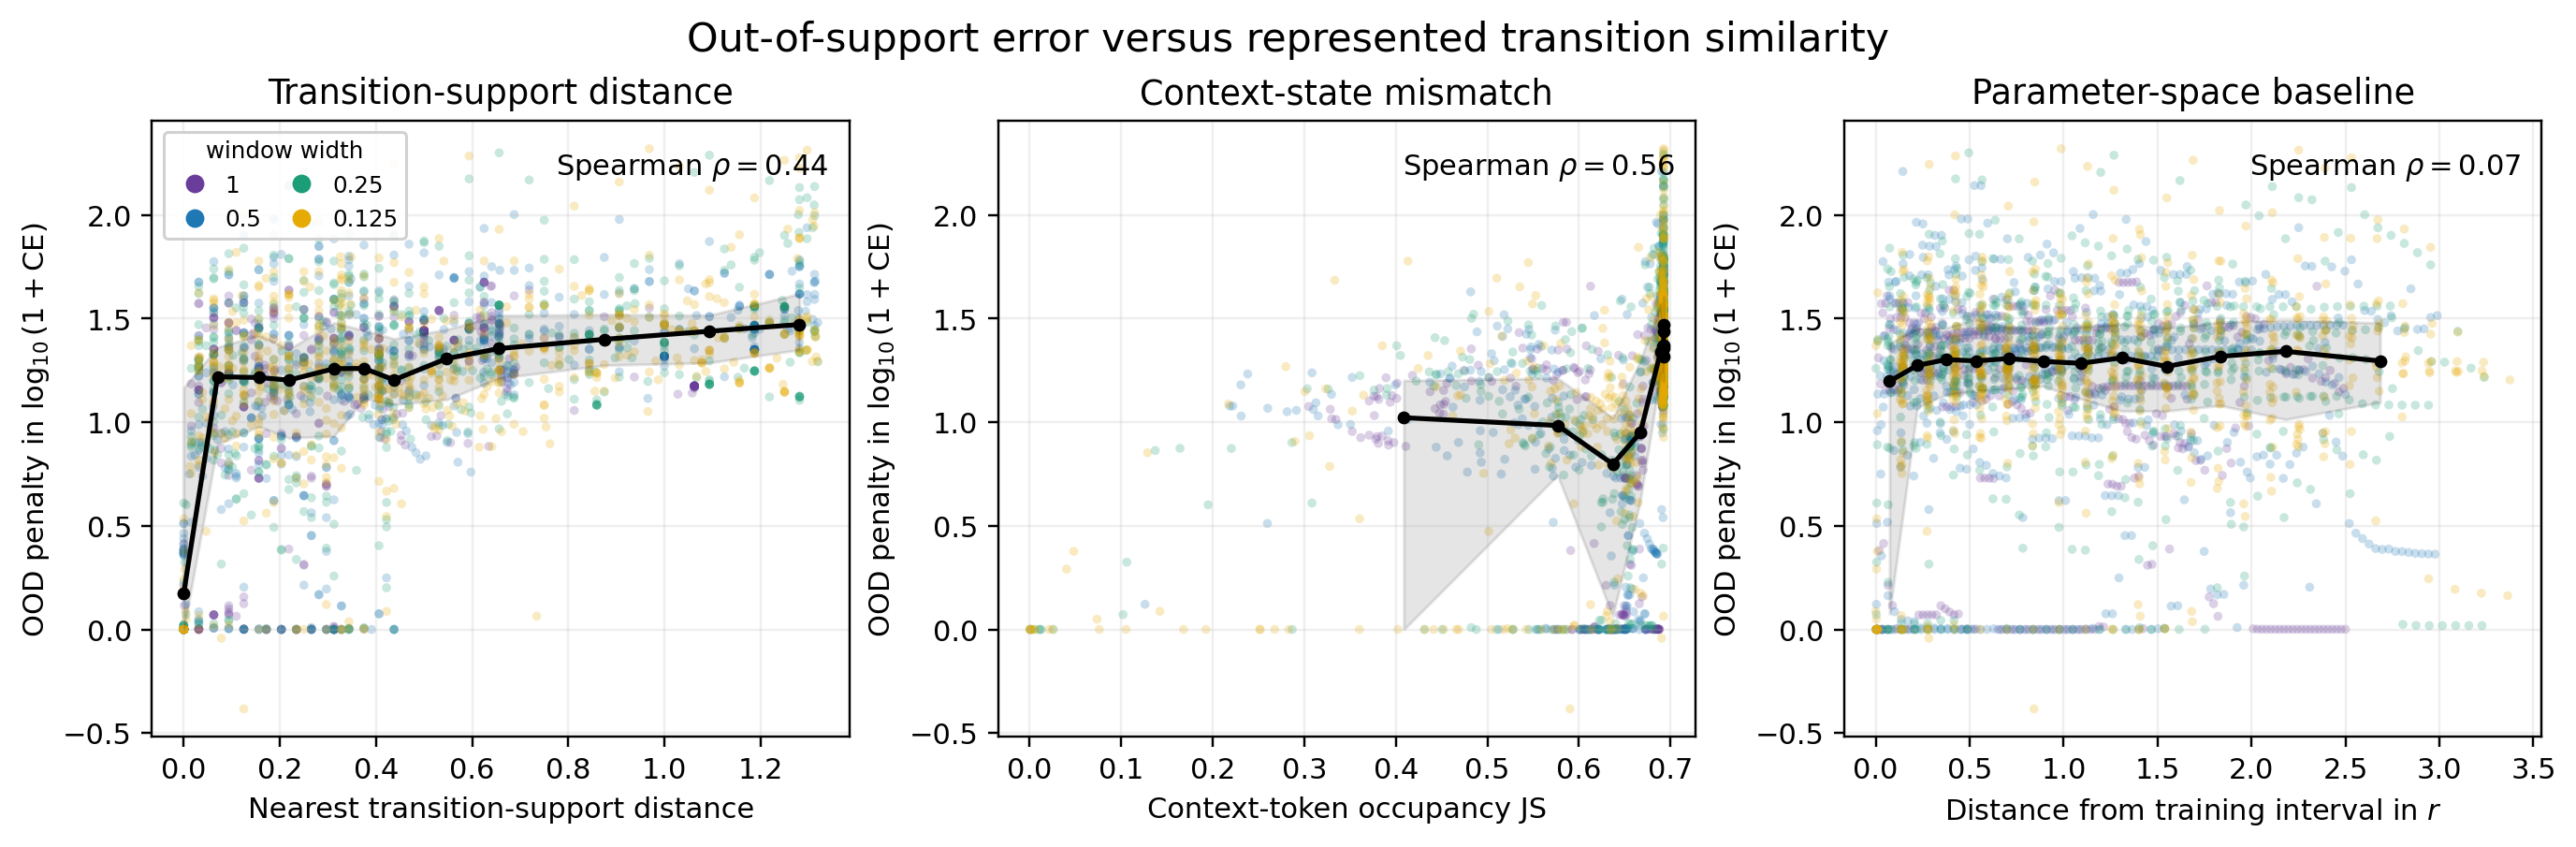 Out-of-support error versus represented transition similarity
Transition-support distance
OOD penalty in log₁₀(1 + CE)
2.0
1.5
1.0
0.5
0.0
−0.5
window width
1
0.25
0.5
0.125
Spearman ρ = 0.44
0.0 0.2 0.4 0.6 0.8 1.0 1.2
Nearest transition-support distance
Context-state mismatch
OOD penalty in log₁₀(1 + CE)
2.0
1.5
1.0
0.5
0.0
−0.5
Spearman ρ = 0.56
0.0 0.1 0.2 0.3 0.4 0.5 0.6 0.7
Context-token occupancy JS
Parameter-space baseline
OOD penalty in log₁₀(1 + CE)
2.0
1.5
1.0
0.5
0.0
−0.5
Spearman ρ = 0.07
0.0 0.5 1.0 1.5 2.0 2.5 3.0 3.5
Distance from training interval in r